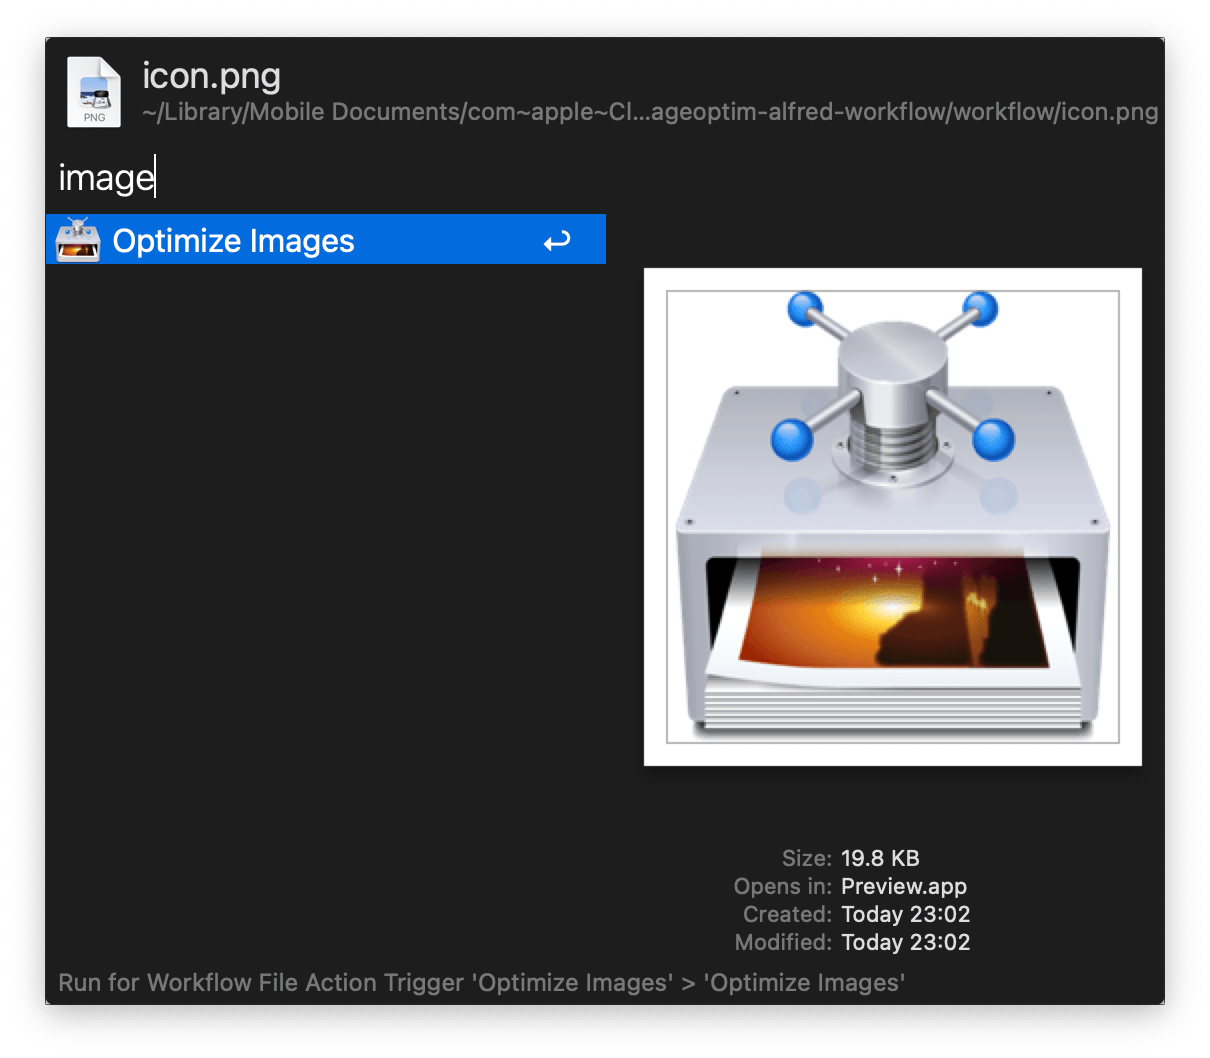 PNG
icon.png
~/Library/Mobile Documents/com~apple~Cl...ageoptim-alfred-workflow/workflow/icon.png
image
Optimize Images
Size: 19.8 KB
Opens in: Preview.app
Created: Today 23:02
Modified: Today 23:02
Run for Workflow File Action Trigger 'Optimize Images' > 'Optimize Images'